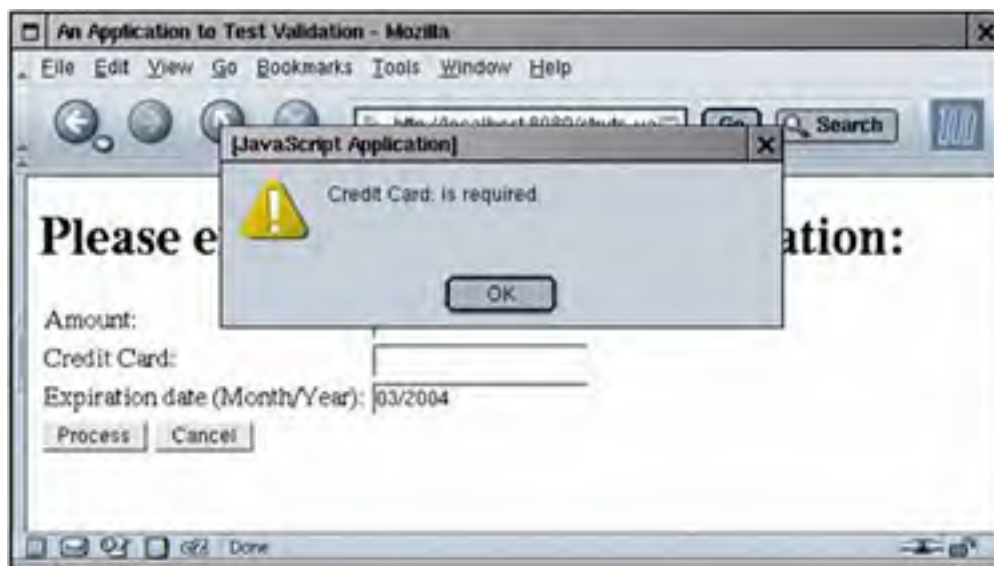 An Application to Test Validation - Mozilla
File Edit View Go Bookmarks Tools Window Help
Go Search
[JavaScript Application]
Credit Card: is required.
OK
Please e ation:
Amount:
Credit Card:
Expiration date (Month/Year): 03/2004
Process Cancel
Done